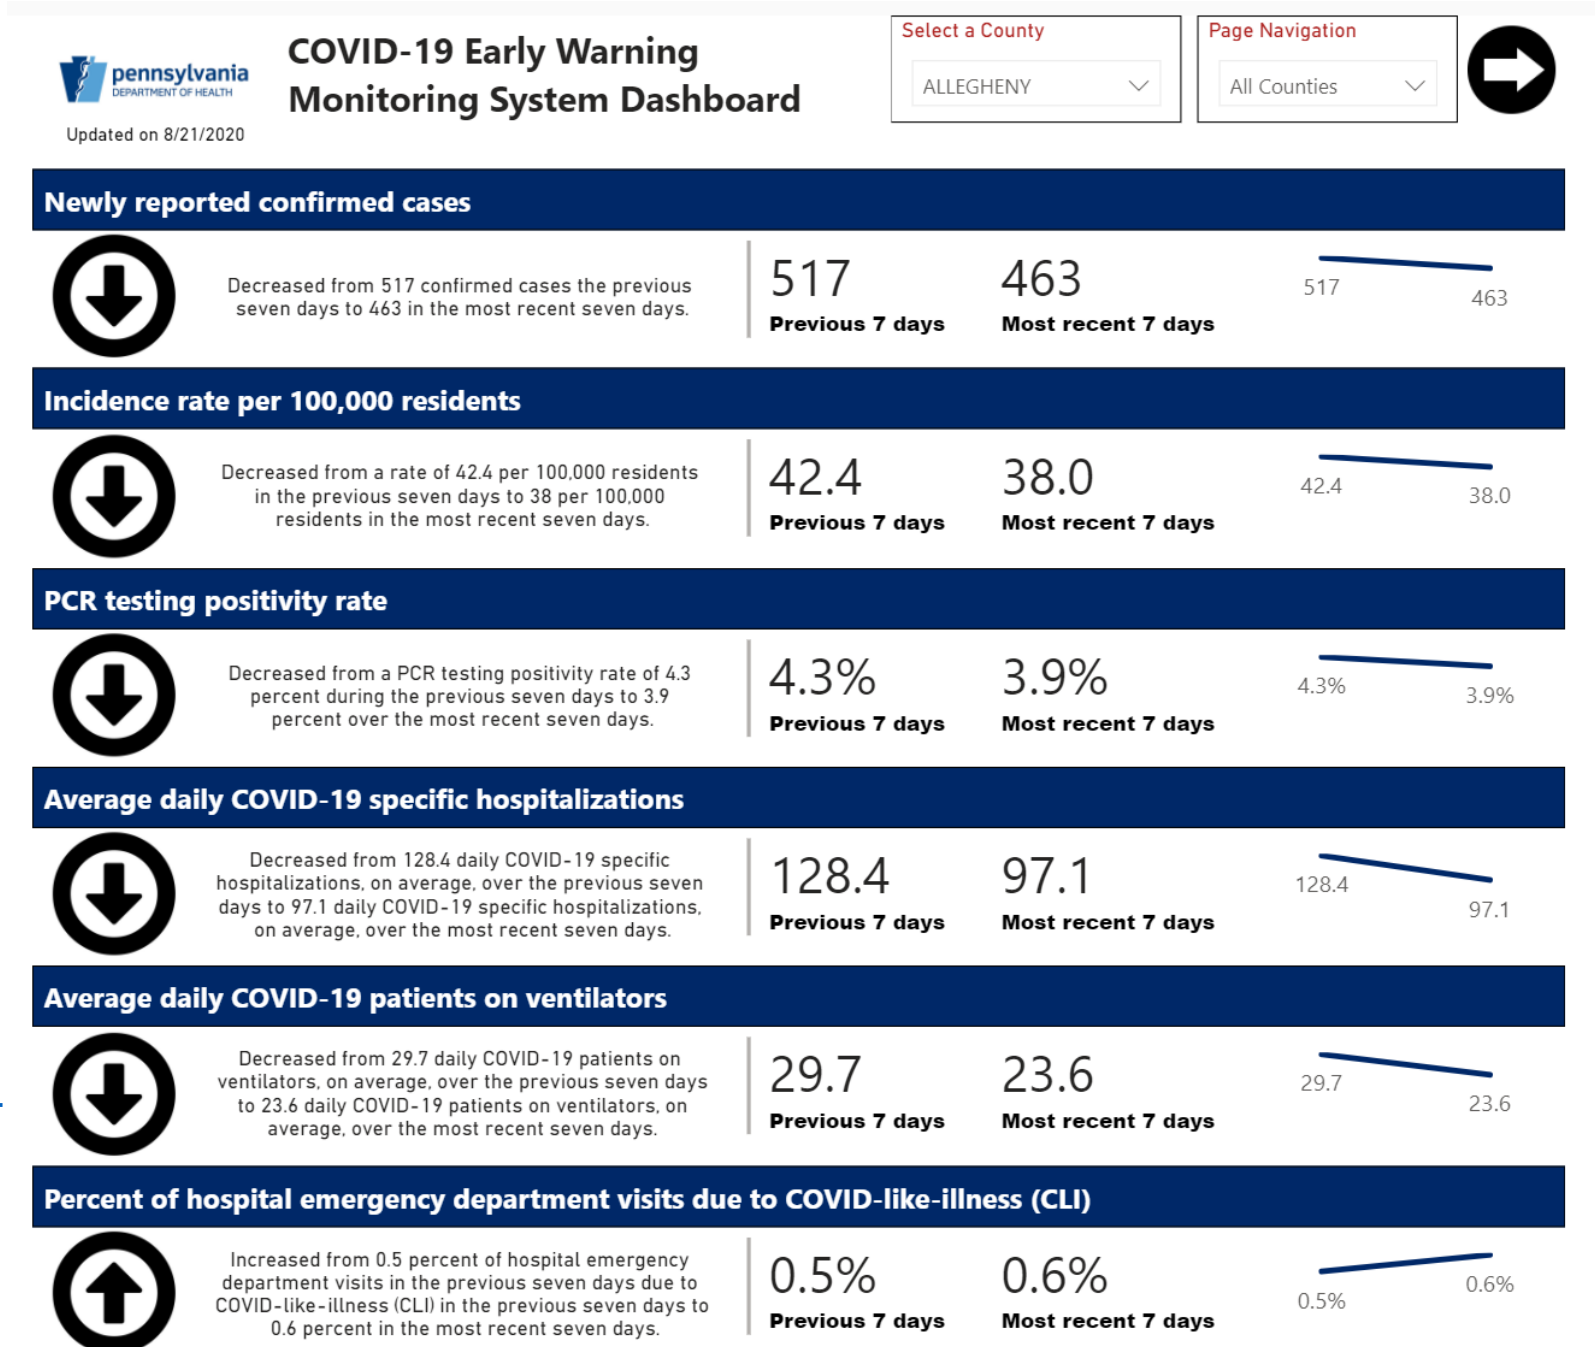 pennsylvania
DEPARTMENT OF HEALTH
Updated on 8/21/2020
COVID-19 Early Warning
Monitoring System Dashboard
Select a County
ALLEGHENY
Page Navigation
All Counties
Newly reported confirmed cases
Decreased from 517 confirmed cases the previous
seven days to 463 in the most recent seven days.
517
Previous 7 days
463
Most recent 7 days
517
463
Incidence rate per 100,000 residents
Decreased from a rate of 42.4 per 100,000 residents
in the previous seven days to 38 per 100,000
residents in the most recent seven days.
42.4
Previous 7 days
38.0
Most recent 7 days
42.4
38.0
PCR testing positivity rate
Decreased from a PCR testing positivity rate of 4.3
percent during the previous seven days to 3.9
percent over the most recent seven days.
4.3%
Previous 7 days
3.9%
Most recent 7 days
4.3%
3.9%
Average daily COVID-19 specific hospitalizations
Decreased from 128.4 daily COVID-19 specific
hospitalizations, on average, over the previous seven
days to 97.1 daily COVID-19 specific hospitalizations,
on average, over the most recent seven days.
128.4
Previous 7 days
97.1
Most recent 7 days
128.4
97.1
Average daily COVID-19 patients on ventilators
Decreased from 29.7 daily COVID-19 patients on
ventilators, on average, over the previous seven days
to 23.6 daily COVID-19 patients on ventilators, on
average, over the most recent seven days.
29.7
Previous 7 days
23.6
Most recent 7 days
29.7
23.6
Percent of hospital emergency department visits due to COVID-like-illness (CLI)
Increased from 0.5 percent of hospital emergency
department visits in the previous seven days due to
COVID-like-illness (CLI) in the previous seven days to
0.6 percent in the most recent seven days.
0.5%
Previous 7 days
0.6%
Most recent 7 days
0.5%
0.6%